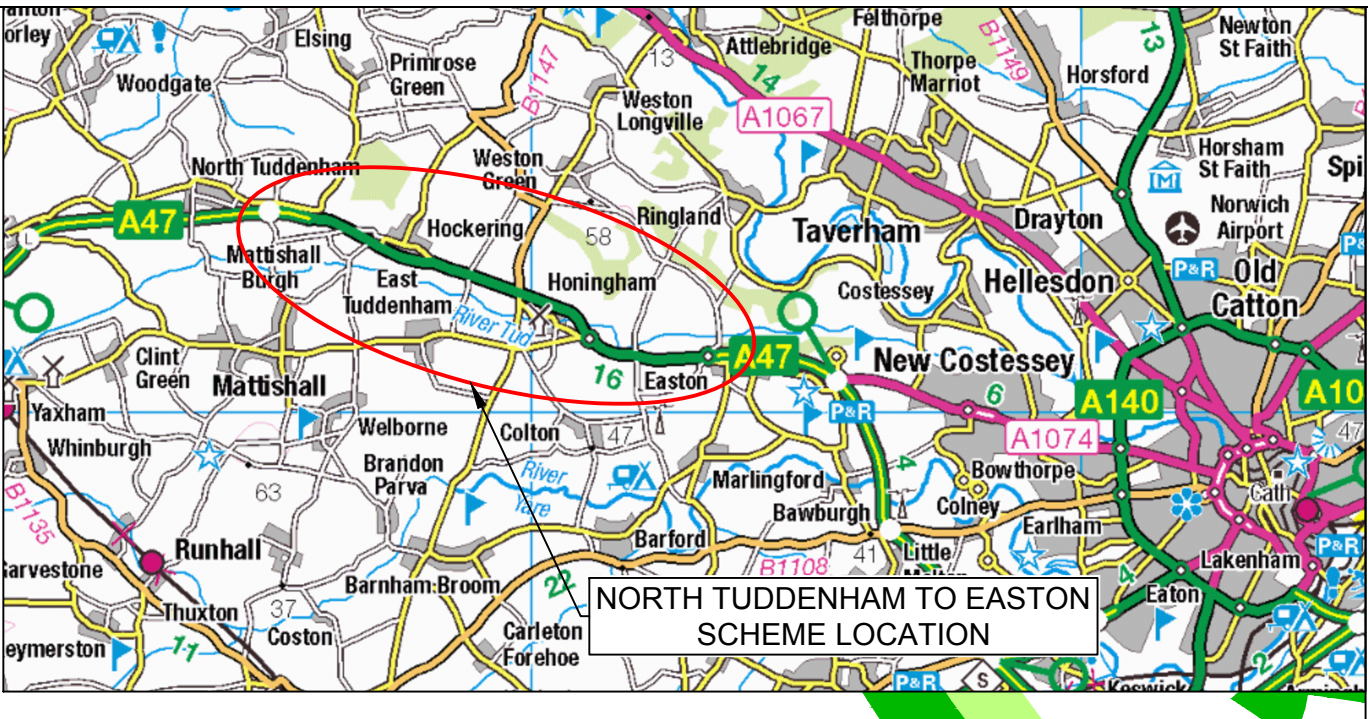 orley
Elsing
Woodgate
Primrose
Green
B1147
13
Attlebridge
14
Felthorpe
Thorpe
Marriot
B1149
Horsford
13
Newton
St Faith
Weston
Longville
A1067
Horsham
St Faith
Spi
North Tuddenham
Weston
Green
A47
Hockering
Ringland
58
Taverham
Drayton
Norwich
Airport
P&R
L
Mattishall
Burgh
East
Tuddenham
Honingham
Costessey
Hellesdon
P&R
Old
Catton
River Tud
Clint
Green
Mattishall
16
Easton
A47
New Costessey
6
A140
A10
Yaxham
Whinburgh
Welborne
Colton
47
P&R
A1074
47
Brandon
Parva
River
Yare
Marlingford
4
Bowthorpe
Cath
63
B1135
Bawburgh
Colney
Earlham
Runhall
Barford
41
Little
B1108
Lakenham
P&R
Garvestone
Barnham Broom
22
NORTH TUDDENHAM TO EASTON
SCHEME LOCATION
4
Eaton
Thuxton
37
Coston
Carleton
Forehoe
eymerston
11
P&R
S
Keswick
2
P&R